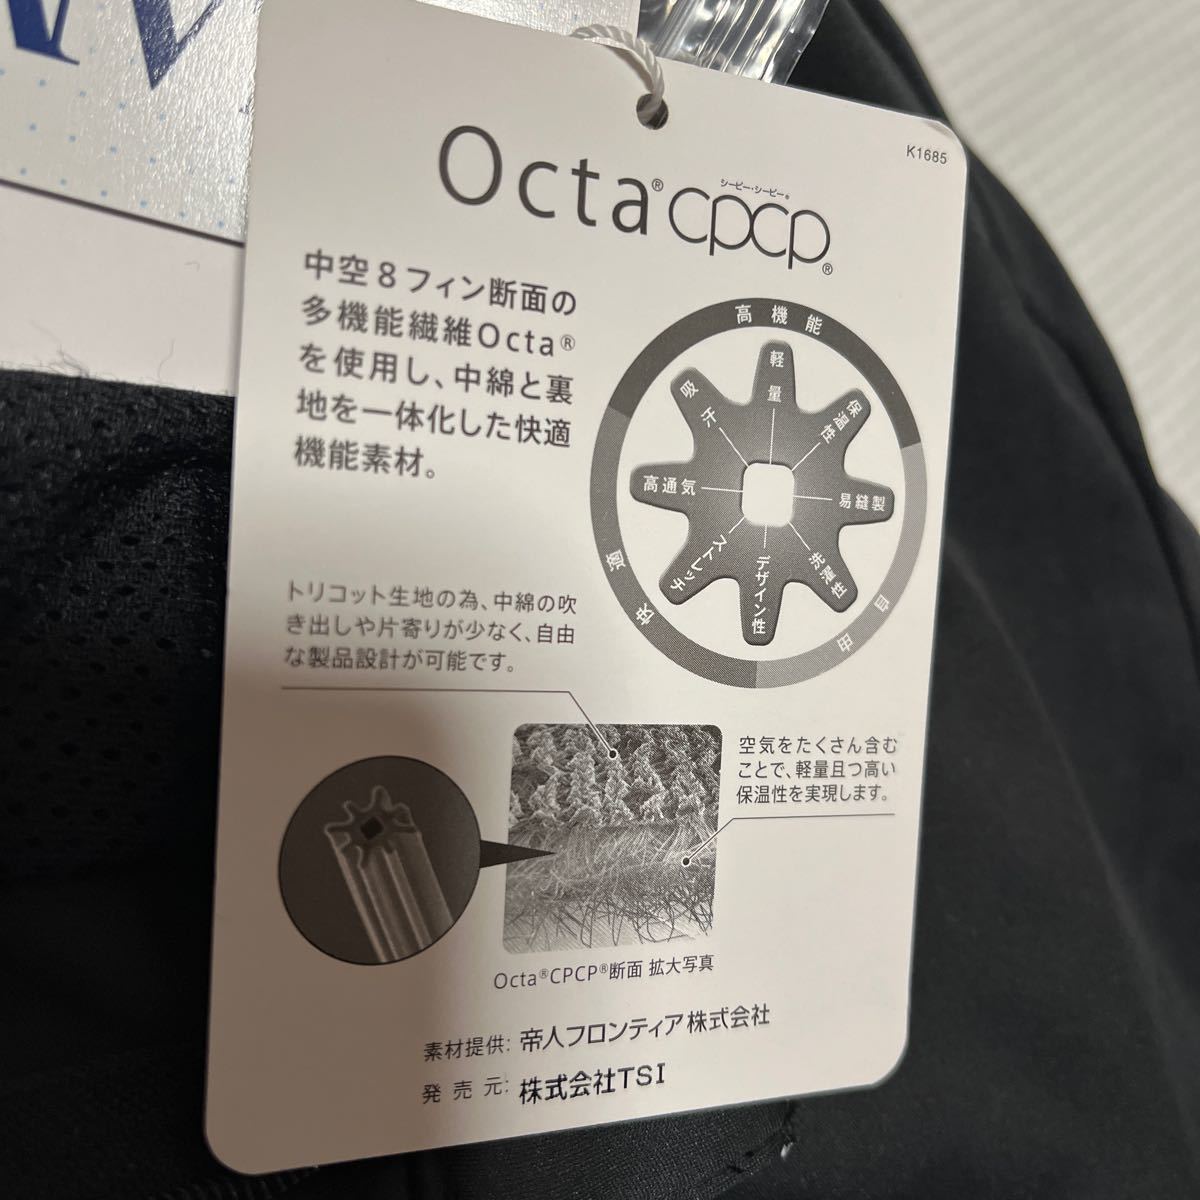 K1685
Octa® CPCP®
シーピー・シーピー®
中空8フィン断面の
多機能繊維Octa®
を使用し、中綿と裏
地を一体化した快適
機能素材。
高機能
軽量
保温性
易縫製
洗濯性
デザイン性
ストレッチ
高通気
吸汗
自由
快適
トリコット生地の為、中綿の吹
き出しや片寄りが少なく、自由
な製品設計が可能です。
空気をたくさん含む
ことで、軽量且つ高い
保温性を実現します。
Octa®CPCP®断面 拡大写真
素材提供: 帝人フロンティア株式会社
発売元: 株式会社TSI